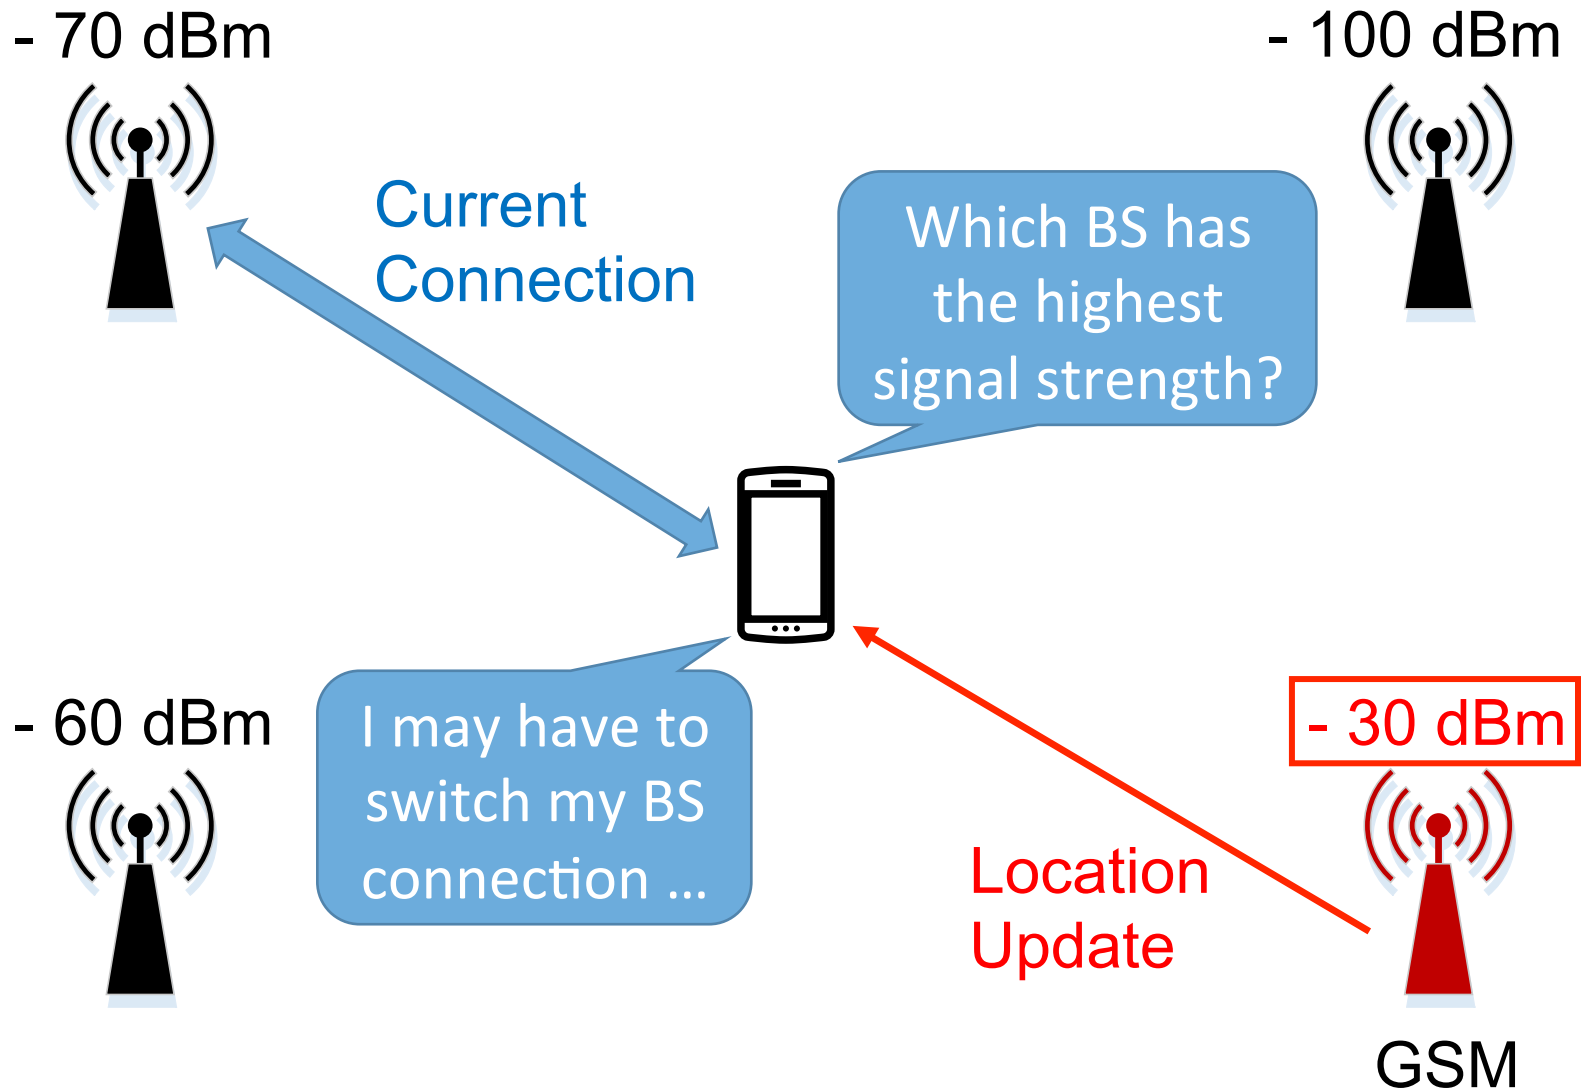 - 70 dBm
- 100 dBm
Current
Connection
Which BS has
the highest
signal strength?
- 60 dBm
I may have to
switch my BS
connection ...
- 30 dBm
Location
Update
GSM